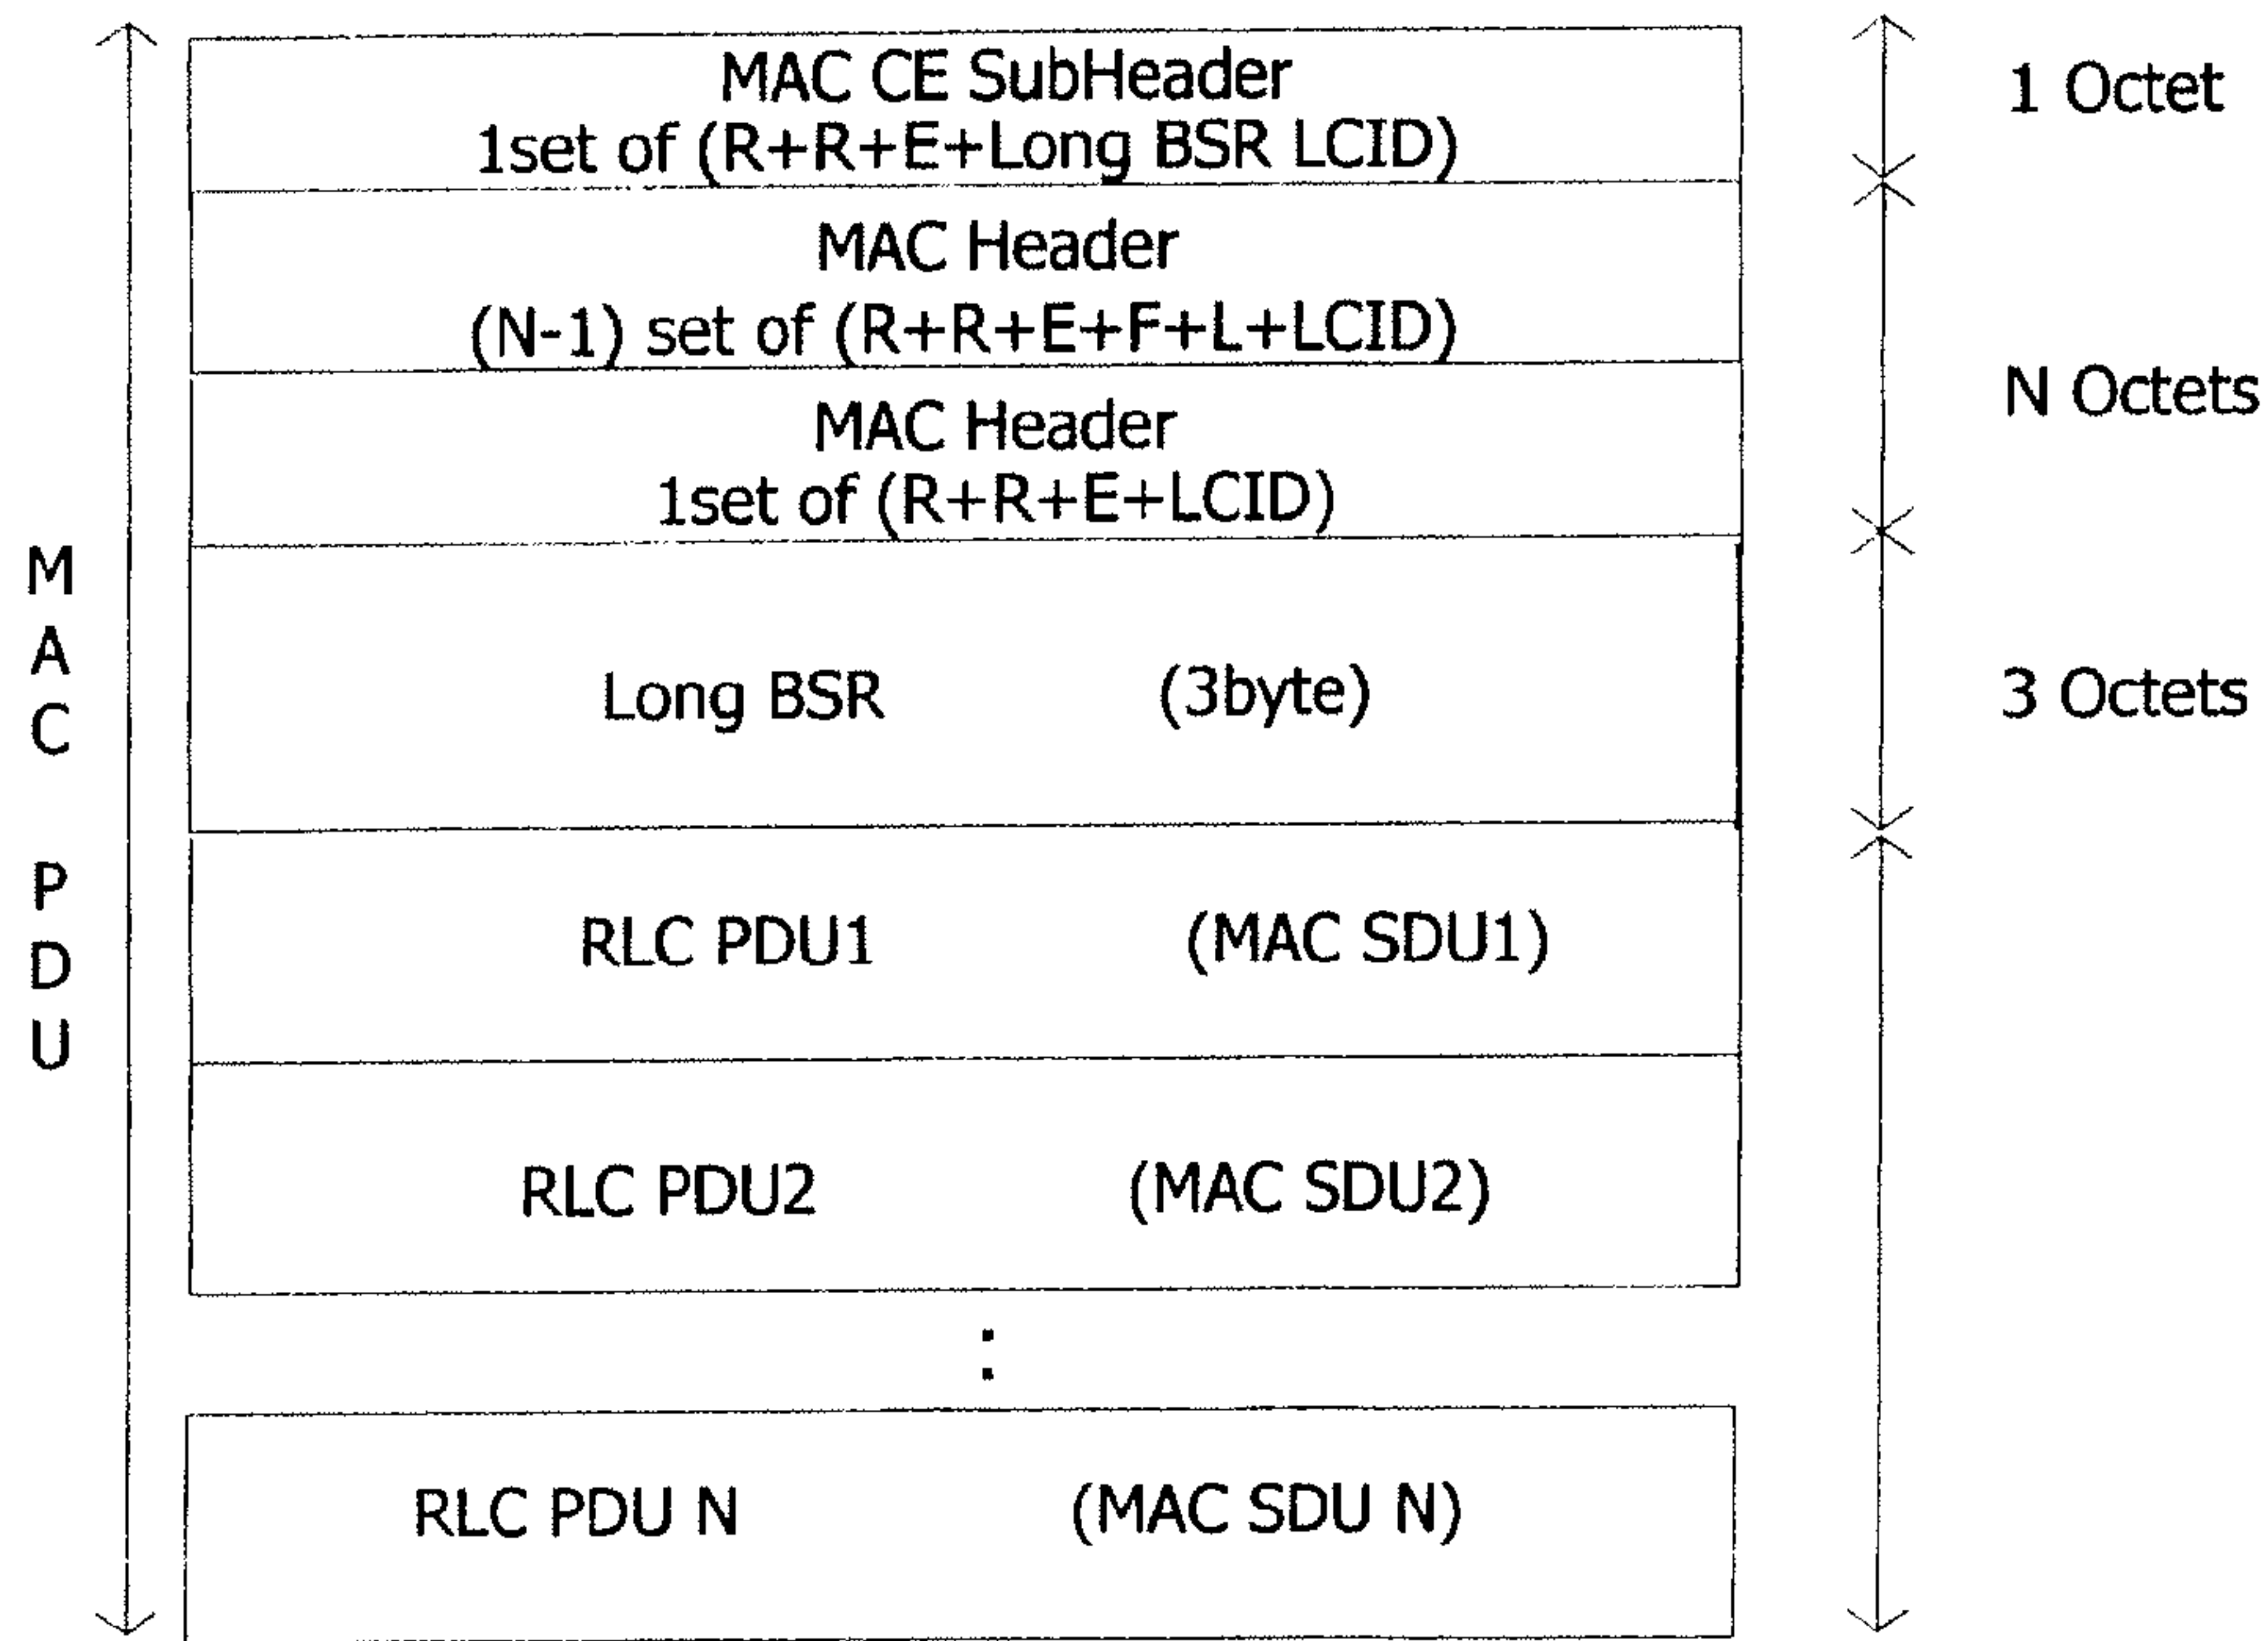 MAC CE SubHeader
1set of (R+R+E+Long BSR LCID)
1 Octet
MAC Header
(N-1) set of (R+R+E+F+L+LCID)
N Octets
MAC Header
1set of (R+R+E+LCID)
Long BSR (3byte)
3 Octets
RLC PDU1 (MAC SDU1)
RLC PDU2 (MAC SDU2)
:
RLC PDU N (MAC SDU N)
MAC PDU